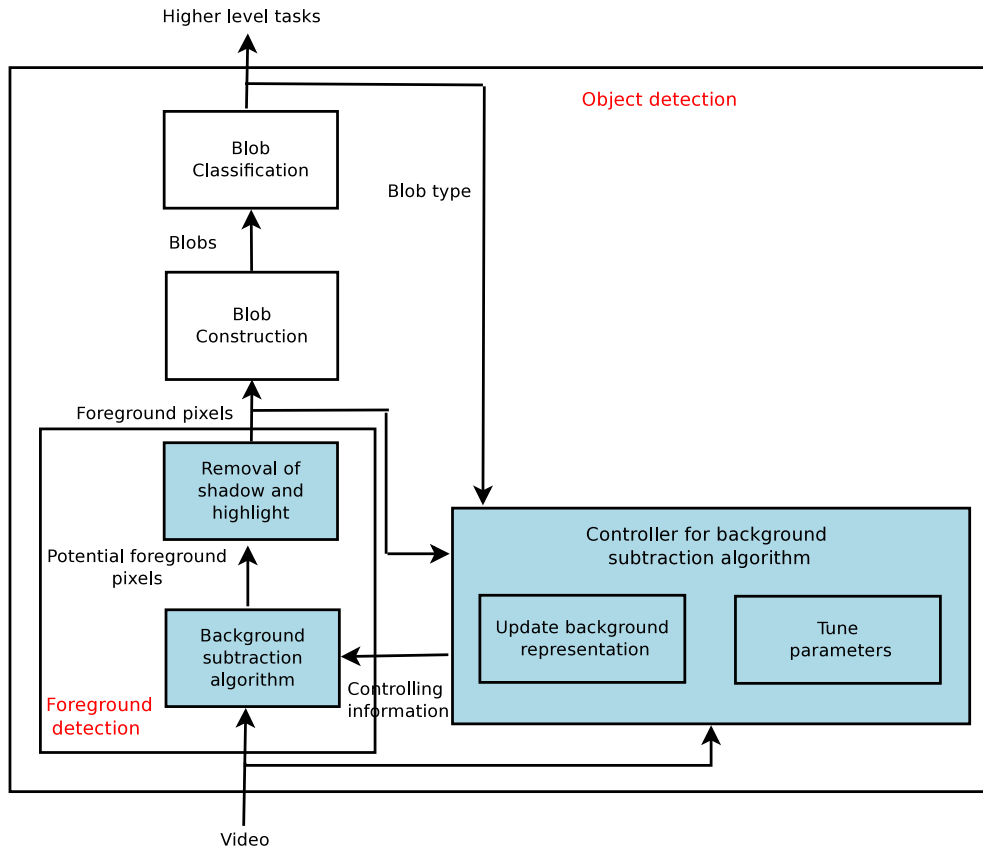 Higher level tasks
Object detection
Blob
Classification
Blob type
Blobs
Blob
Construction
Foreground pixels
Removal of
shadow and
highlight
Potential foreground
pixels
Controller for background
subtraction algorithm
Update background
representation
Tune
parameters
Background
subtraction
algorithm
Controlling
information
Foreground
detection
Video